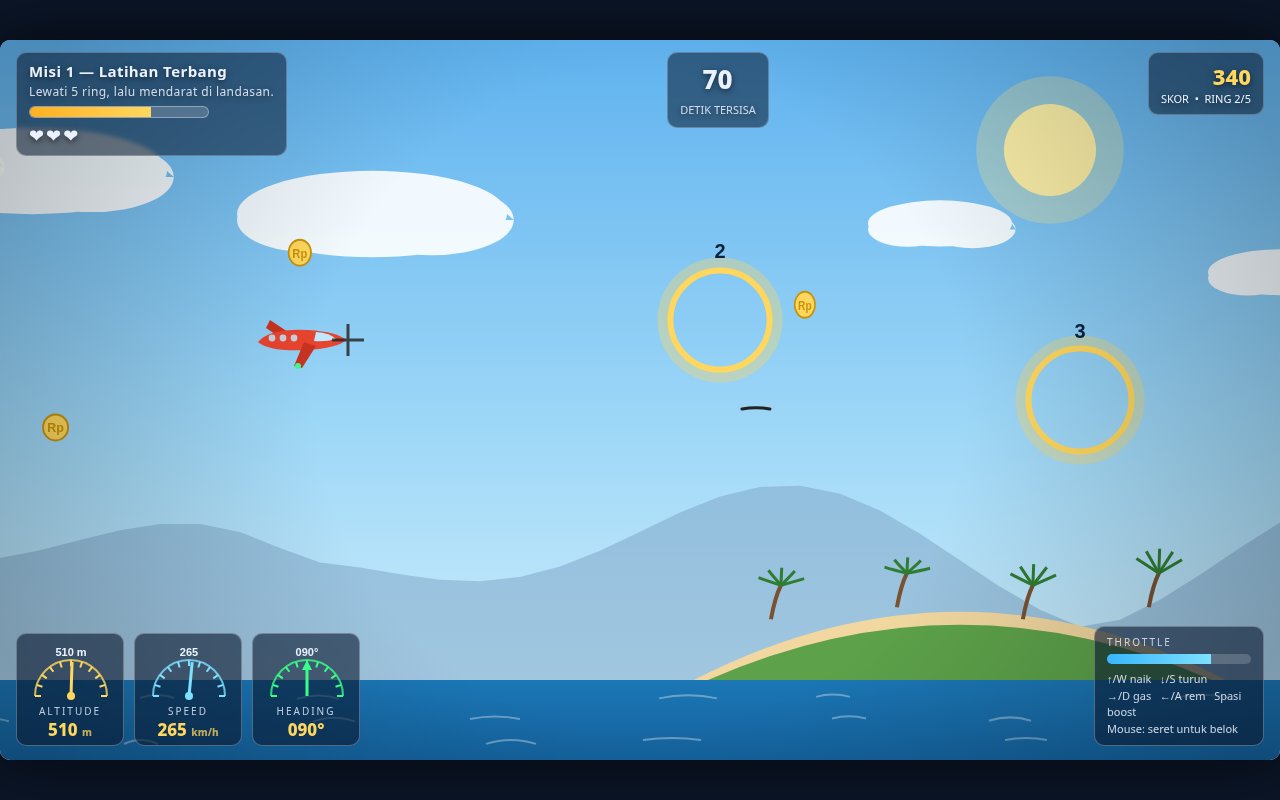 Misi 1 — Latihan Terbang
Lewati 5 ring, lalu mendarat di landasan.
❤❤❤
70
DETIK TERSISA
340
SKOR • RING 2/5
Rp
2
Rp
3
Rp
510 m
ALTITUDE
510 m
265
SPEED
265 km/h
090°
HEADING
090°
THROTTLE
↑/W naik ↓/S turun
→/D gas ←/A rem Spasi
boost
Mouse: seret untuk belok